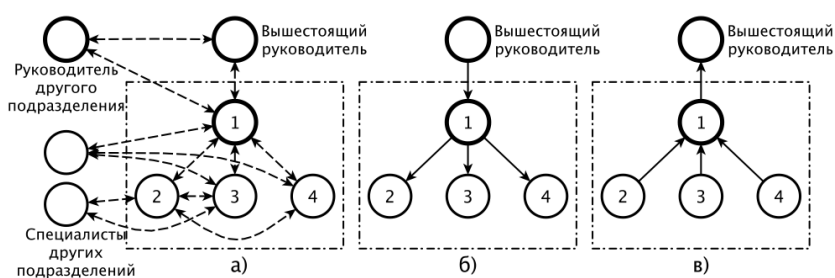 Вышестоящий
руководитель
Вышестоящий
руководитель
Вышестоящий
руководитель
Руководитель
другого
подразделения
1
1
1
2
3
4
2
3
4
2
3
4
Специалисты
других
подразделений
а)
б)
в)